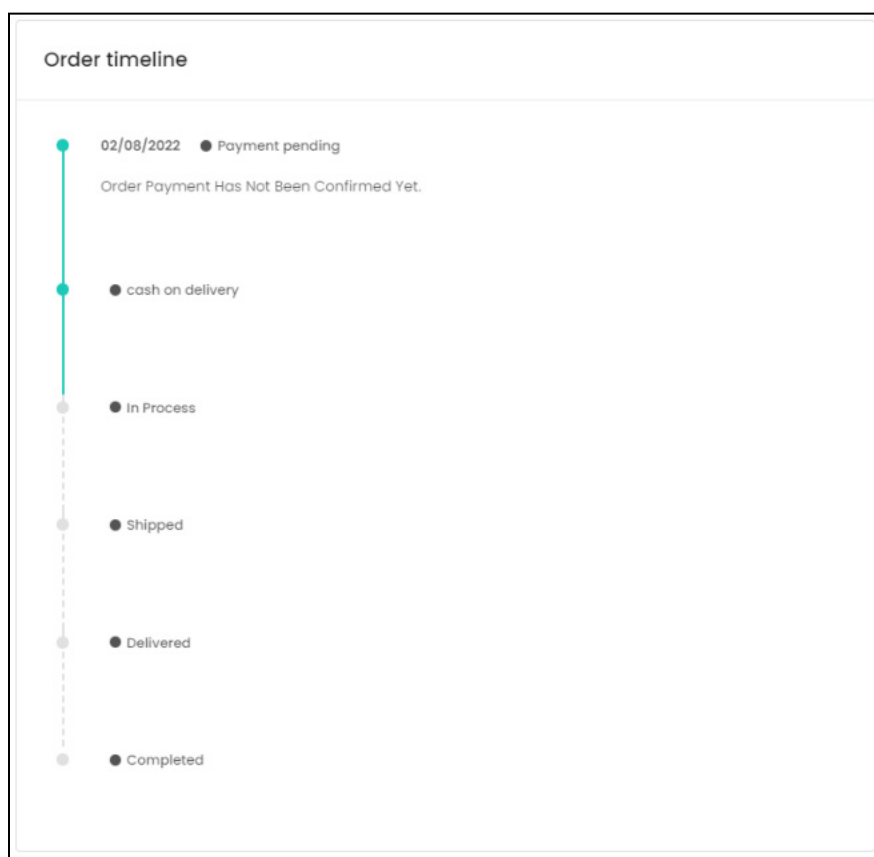 Order timeline
02/08/2022 Payment pending
Order Payment Has Not Been Confirmed Yet.
cash on delivery
In Process
Shipped
Delivered
Completed